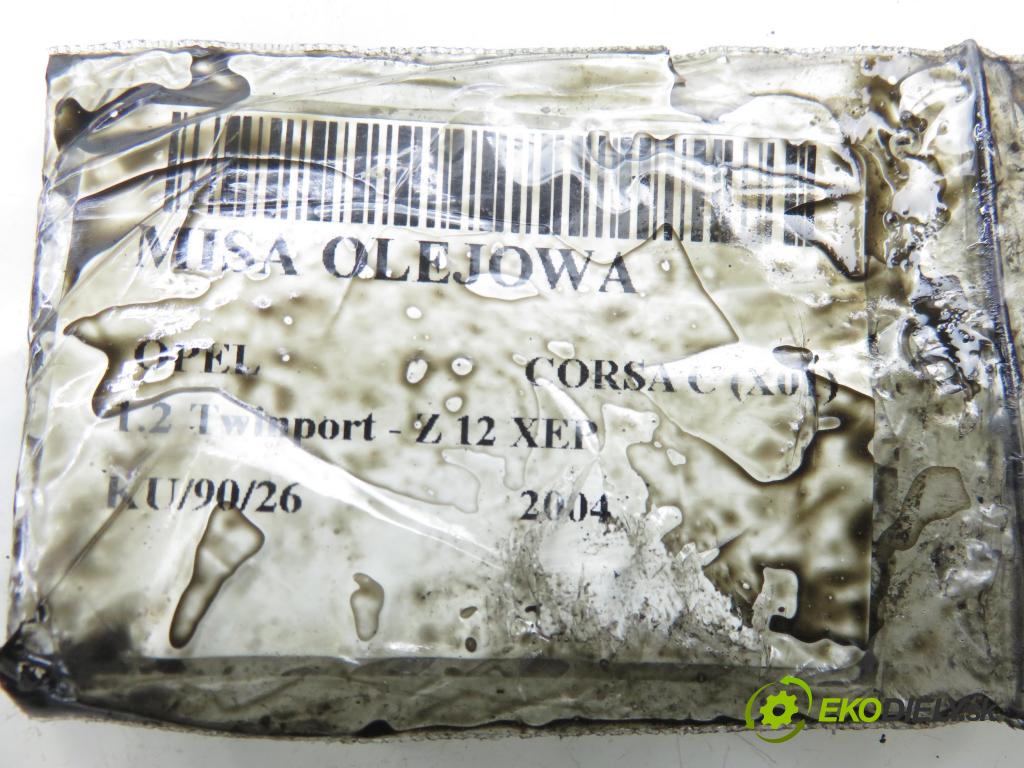 MISA OLEJOWA
OPEL CORSA C (X01)
1.2 Twinport - Z 12 XEP
KU/90/26 2004
EKODIELY.SK